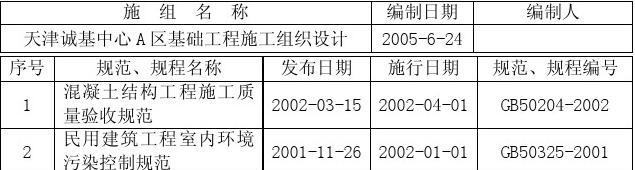 施 组 名 称 编制日期 编制人
天津诚基中心A区基础工程施工组织设计 2005-6-24
序号 规范、规程名称 发布日期 施行日期 规范、规程编号
1 混凝土结构工程施工质量验收规范 2002-03-15 2002-04-01 GB50204-2002
2 民用建筑工程室内环境污染控制规范 2001-11-26 2002-01-01 GB50325-2001